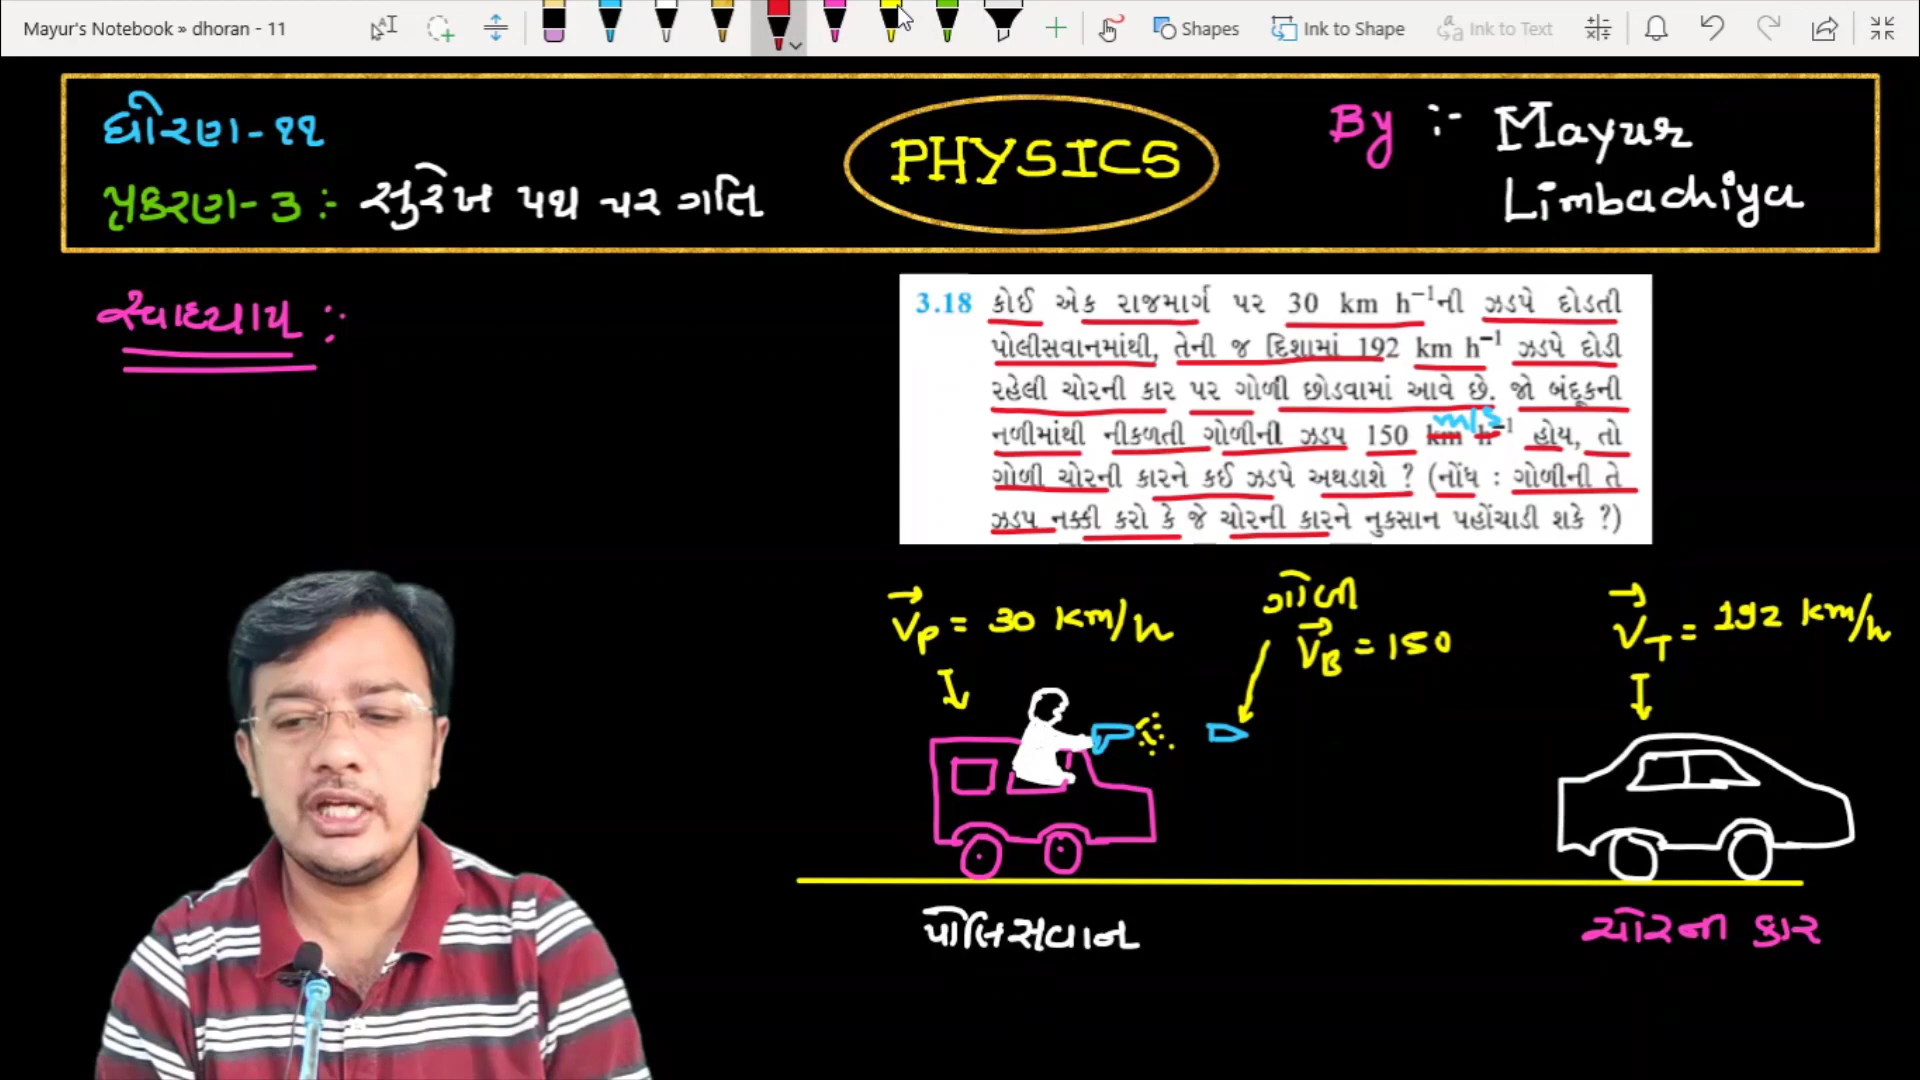 Mayur's Notebook » dhoran - 11
Shapes
Ink to Shape
Ink to Text
ધોરણ-૧૧
પ્રકરણ-3 :- સુરેખ પથ પર ગતિ
PHYSICS
By :- Mayur
Limbachiya
સ્વાધ્યાય :-
3.18 કોઈ એક રાજમાર્ગ પર 30 km h⁻¹ની ઝડપે દોડતી
પોલીસવાનમાંથી, તેની જ દિશામાં 192 km h⁻¹ ઝડપે દોડી
રહેલી ચોરની કાર પર ગોળી છોડવામાં આવે છે. જો બંદૂકની
m/s
નળીમાંથી નીકળતી ગોળીની ઝડપ 150 km h⁻¹ હોય, તો
ગોળી ચોરની કારને કઈ ઝડપે અથડાશે ? (નોંધ : ગોળીની તે
ઝડપ નક્કી કરો કે જે ચોરની કારને નુકસાન પહોંચાડી શકે ?)
V⃗P = 30 km/h
ગોળી
V⃗B = 150
V⃗T = 192 km/h
પોલિસવાન
ચોરની કાર